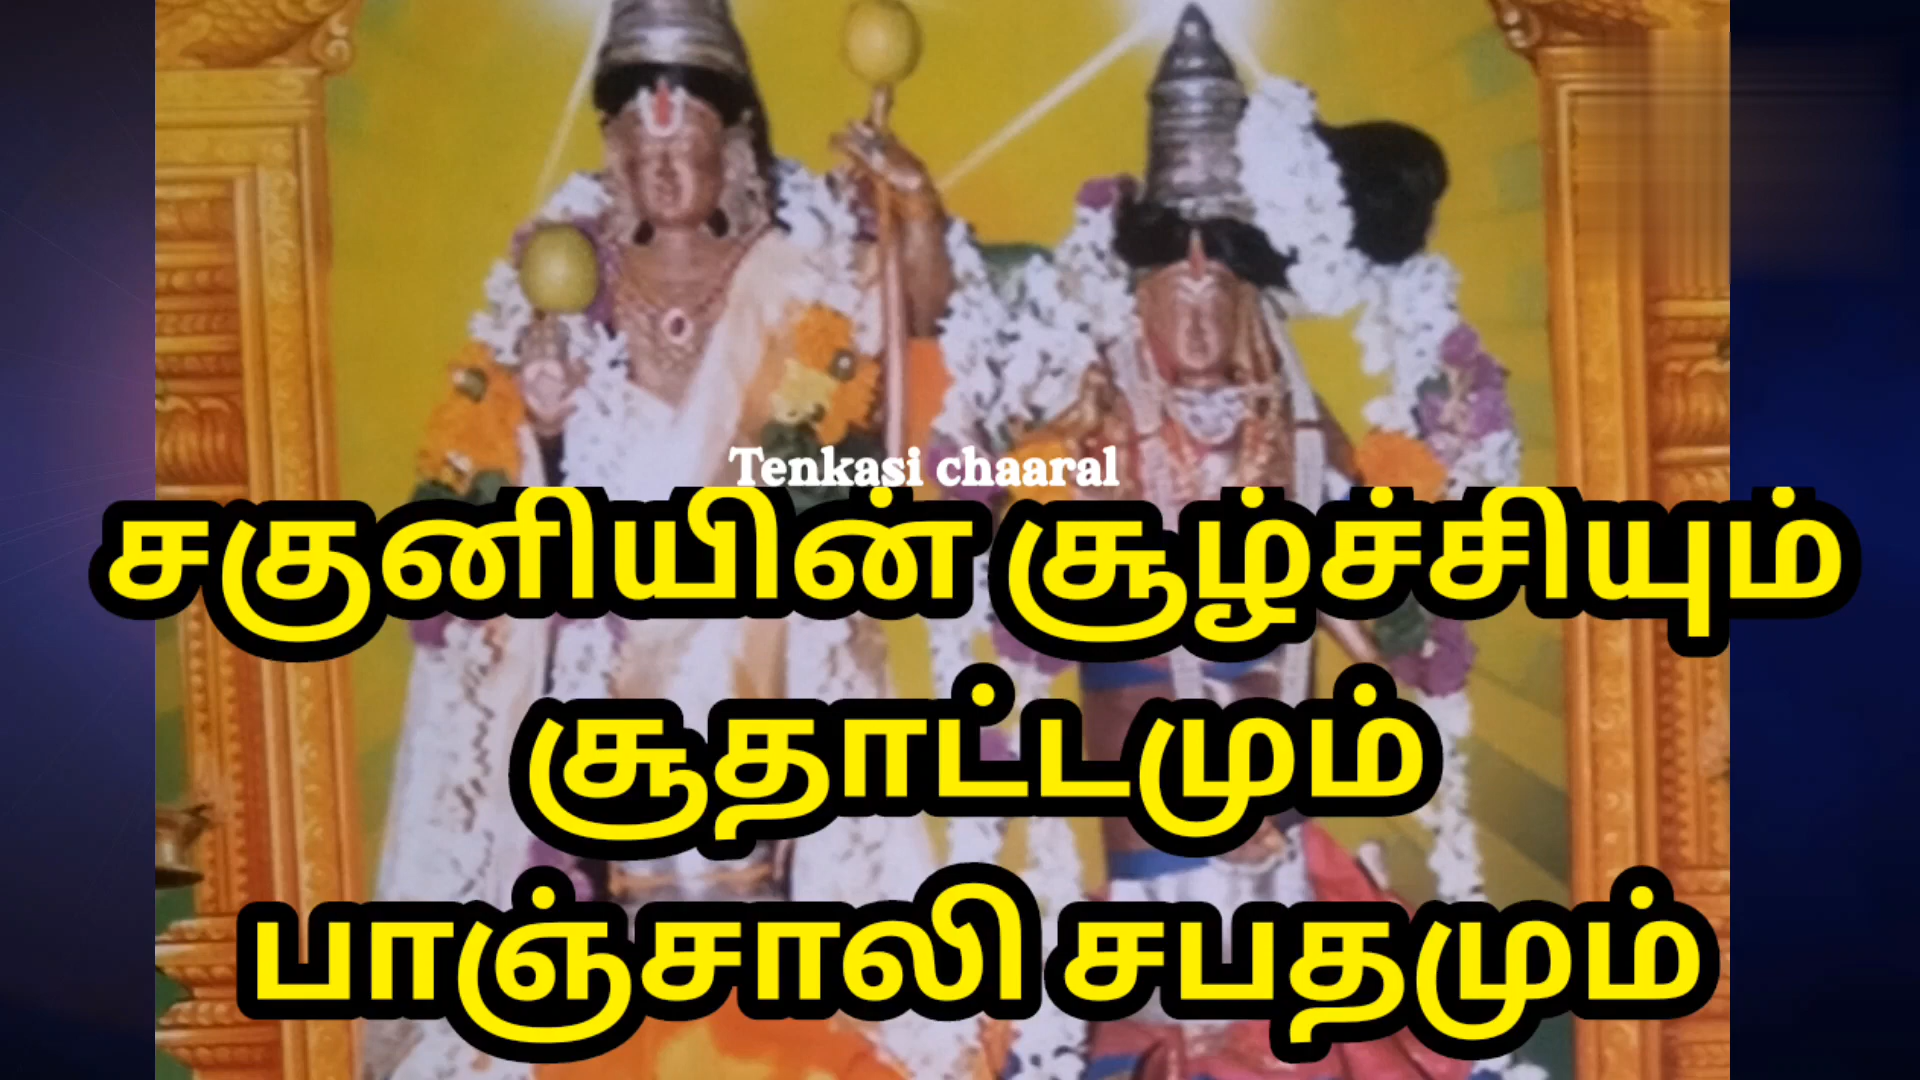 Tenkasi chaaral
சகுனியின் சூழ்ச்சியும்
சூதாட்டமும்
பாஞ்சாலி சபதமும்